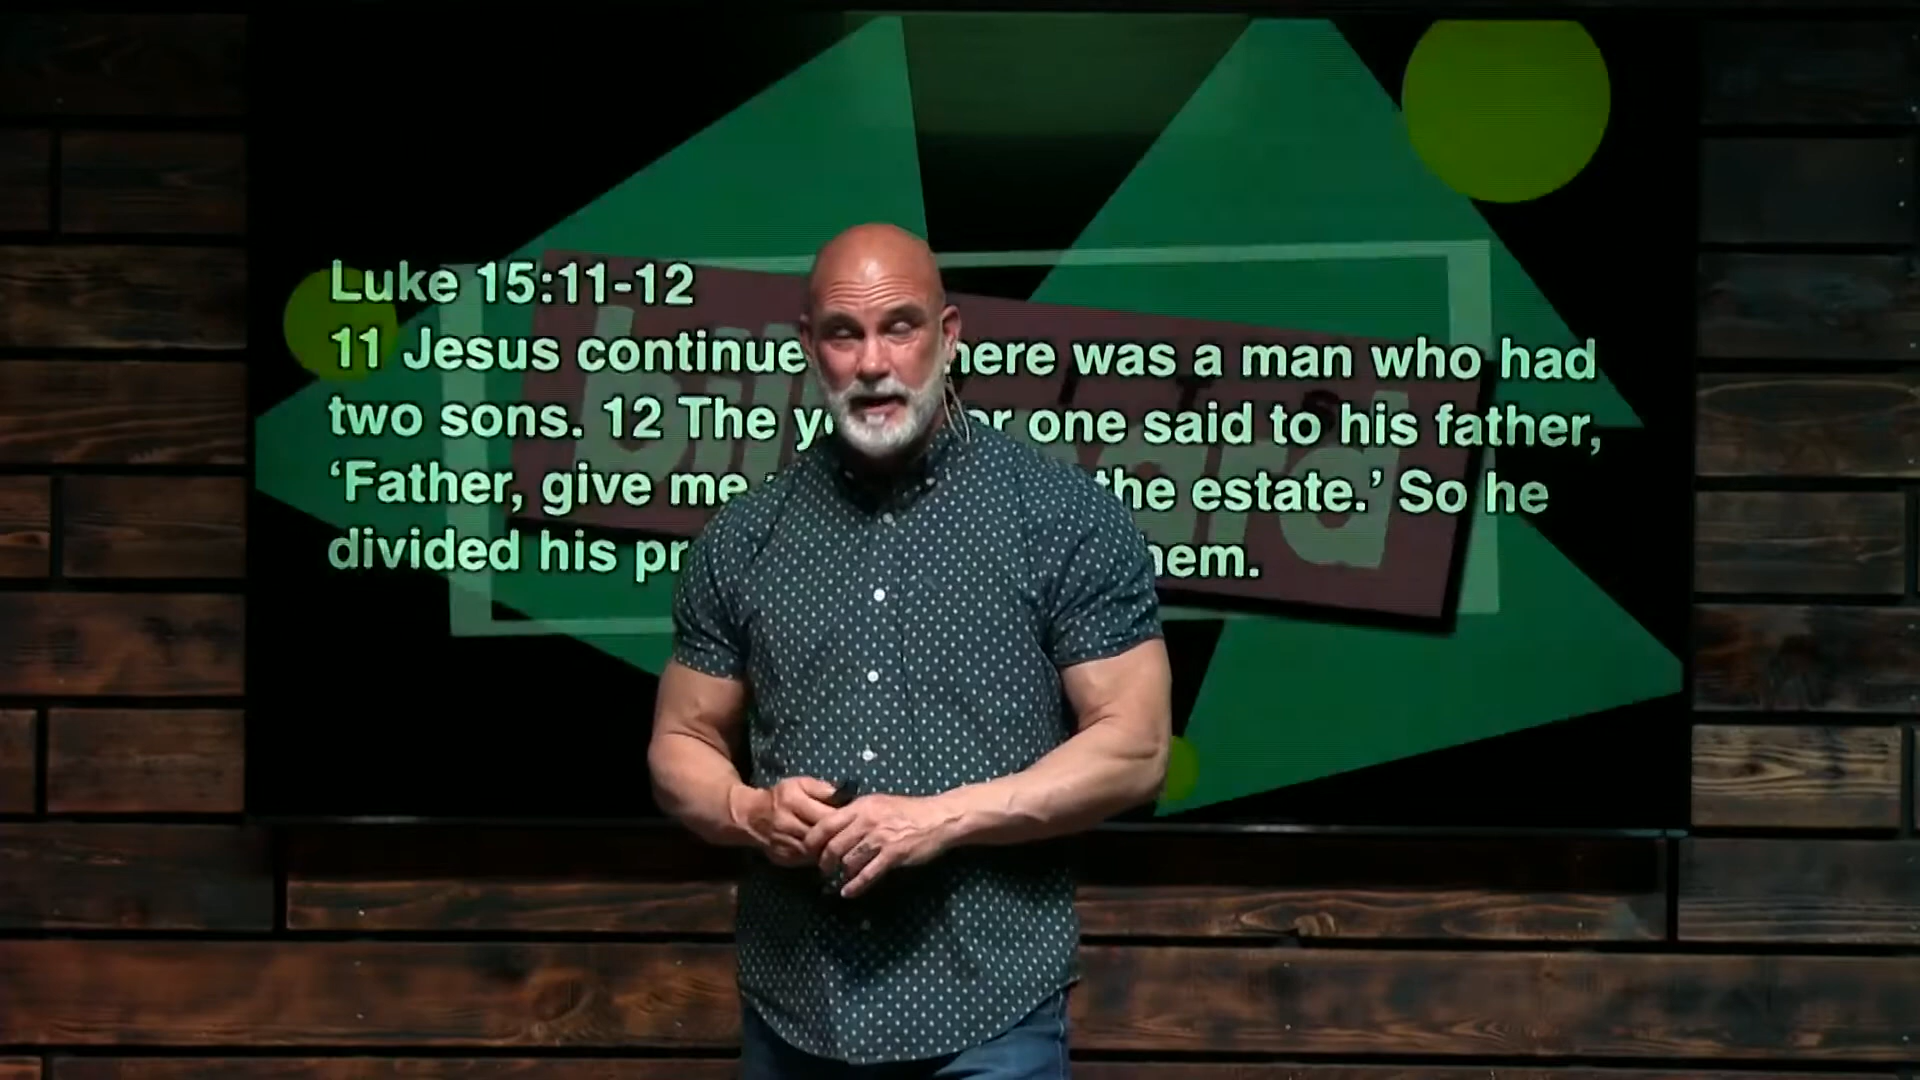 Luke 15:11-12
11 Jesus continue here was a man who had
two sons. 12 The y er one said to his father,
‘Father, give me the estate.’ So he
divided his pr hem.